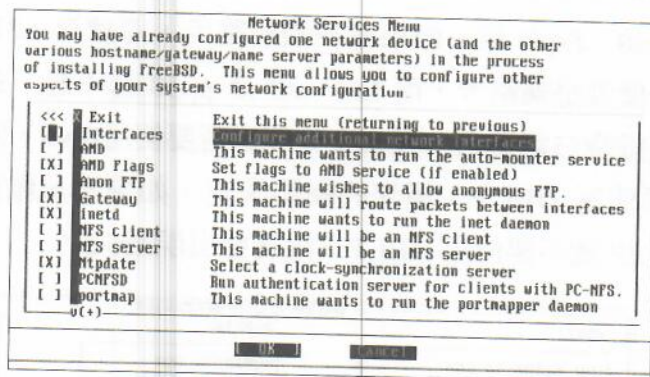 Network Services Menu
You may have already configured one network device (and the other
various hostname/gateway/name server parameters) in the process
of installing FreeBSD. This menu allows you to configure other
aspects of your system's network configuration.
<<< X Exit Exit this menu (returning to previous)
[ ] Interfaces Configure additional network interfaces
[ ] AMD This machine wants to run the auto-mounter service
[X] AMD Flags Set flags to AMD service (if enabled)
[ ] Anon FTP This machine wishes to allow anonymous FTP.
[X] Gateway This machine will route packets between interfaces
[X] inetd This machine wants to run the inet daemon
[ ] NFS client This machine will be an NFS client
[ ] NFS server This machine will be an NFS server
[X] Ntpdate Select a clock-synchronization server
[ ] PCNFSD Run authentication server for clients with PC-NFS.
[ ] portmap This machine wants to run the portmapper daemon
v(+)
[ OK ] Cancel